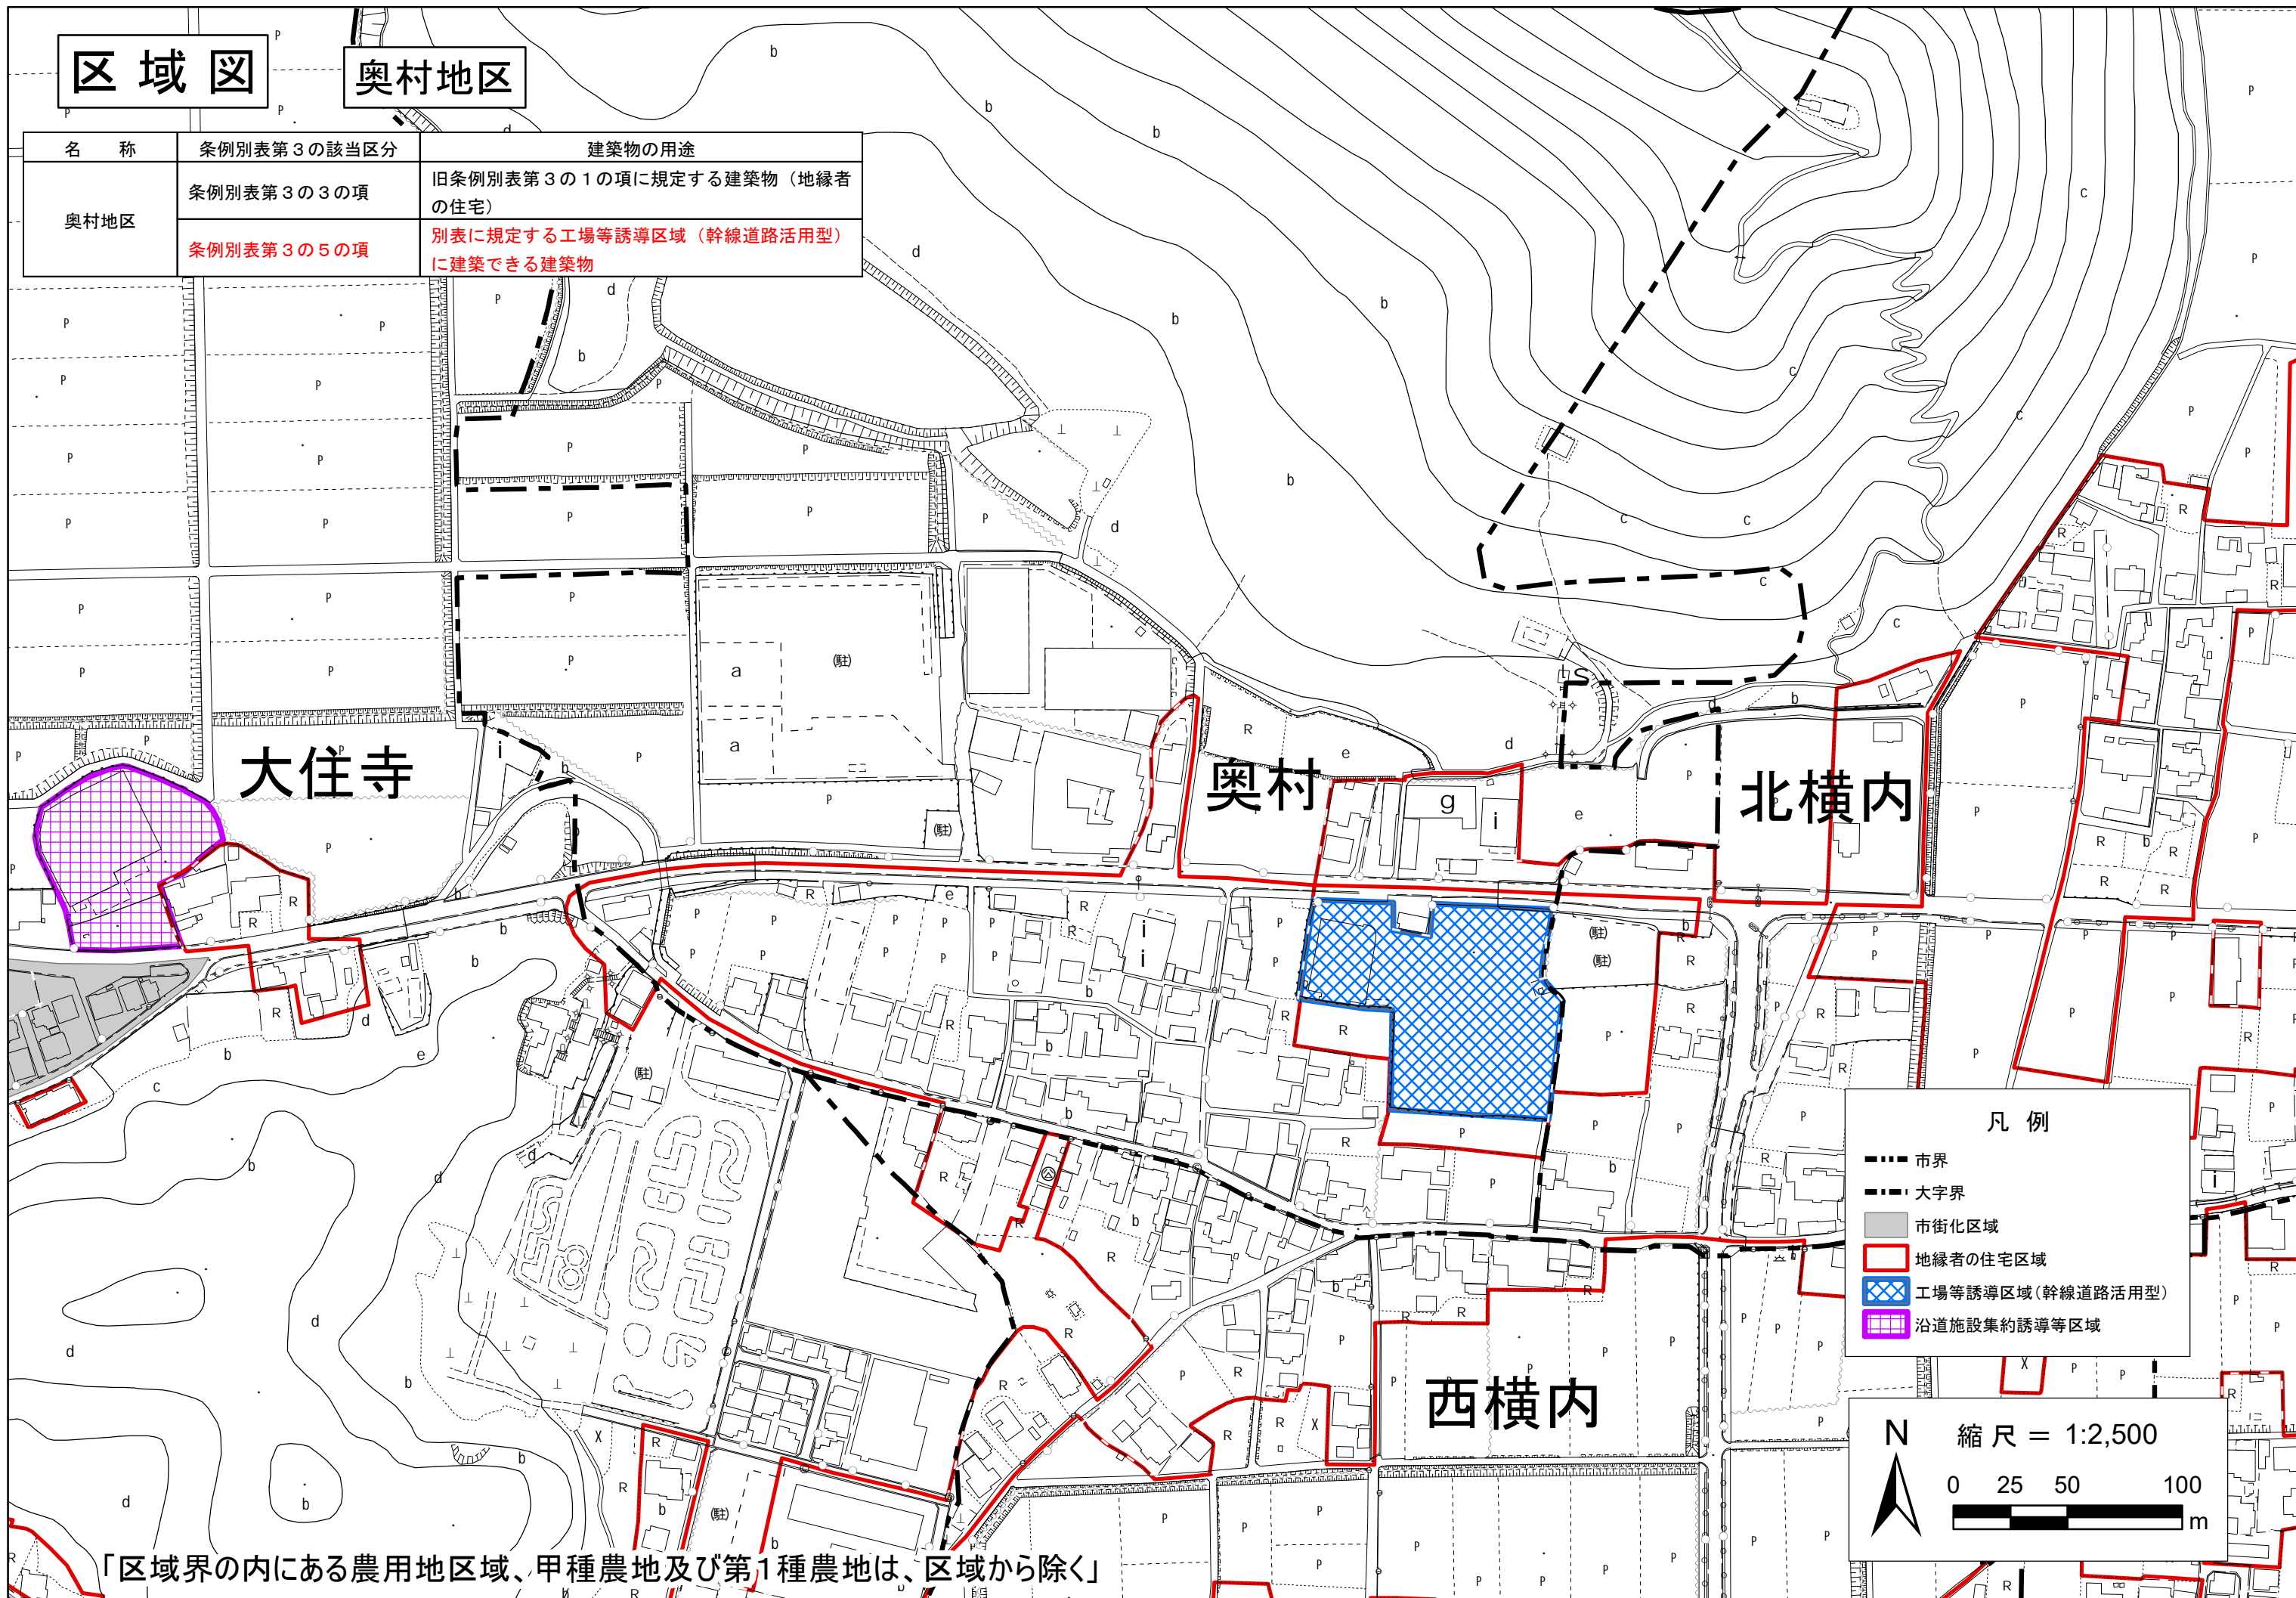 区域図
奥村地区
名　称
条例別表第３の該当区分
建築物の用途
奥村地区
条例別表第３の３の項
旧条例別表第３の１の項に規定する建築物（地縁者
の住宅）
条例別表第３の５の項
別表に規定する工場等誘導区域（幹線道路活用型）
に建築できる建築物
大住寺
奥村
北横内
西横内
(駐)
(駐)
(駐)
(駐)
(駐)
(駐)
凡例
市界
大字界
市街化区域
地縁者の住宅区域
工場等誘導区域(幹線道路活用型)
沿道施設集約誘導等区域
N
縮尺 = 1:2,500
0 25 50 100
m
「区域界の内にある農用地区域、甲種農地及び第1種農地は、区域から除く」